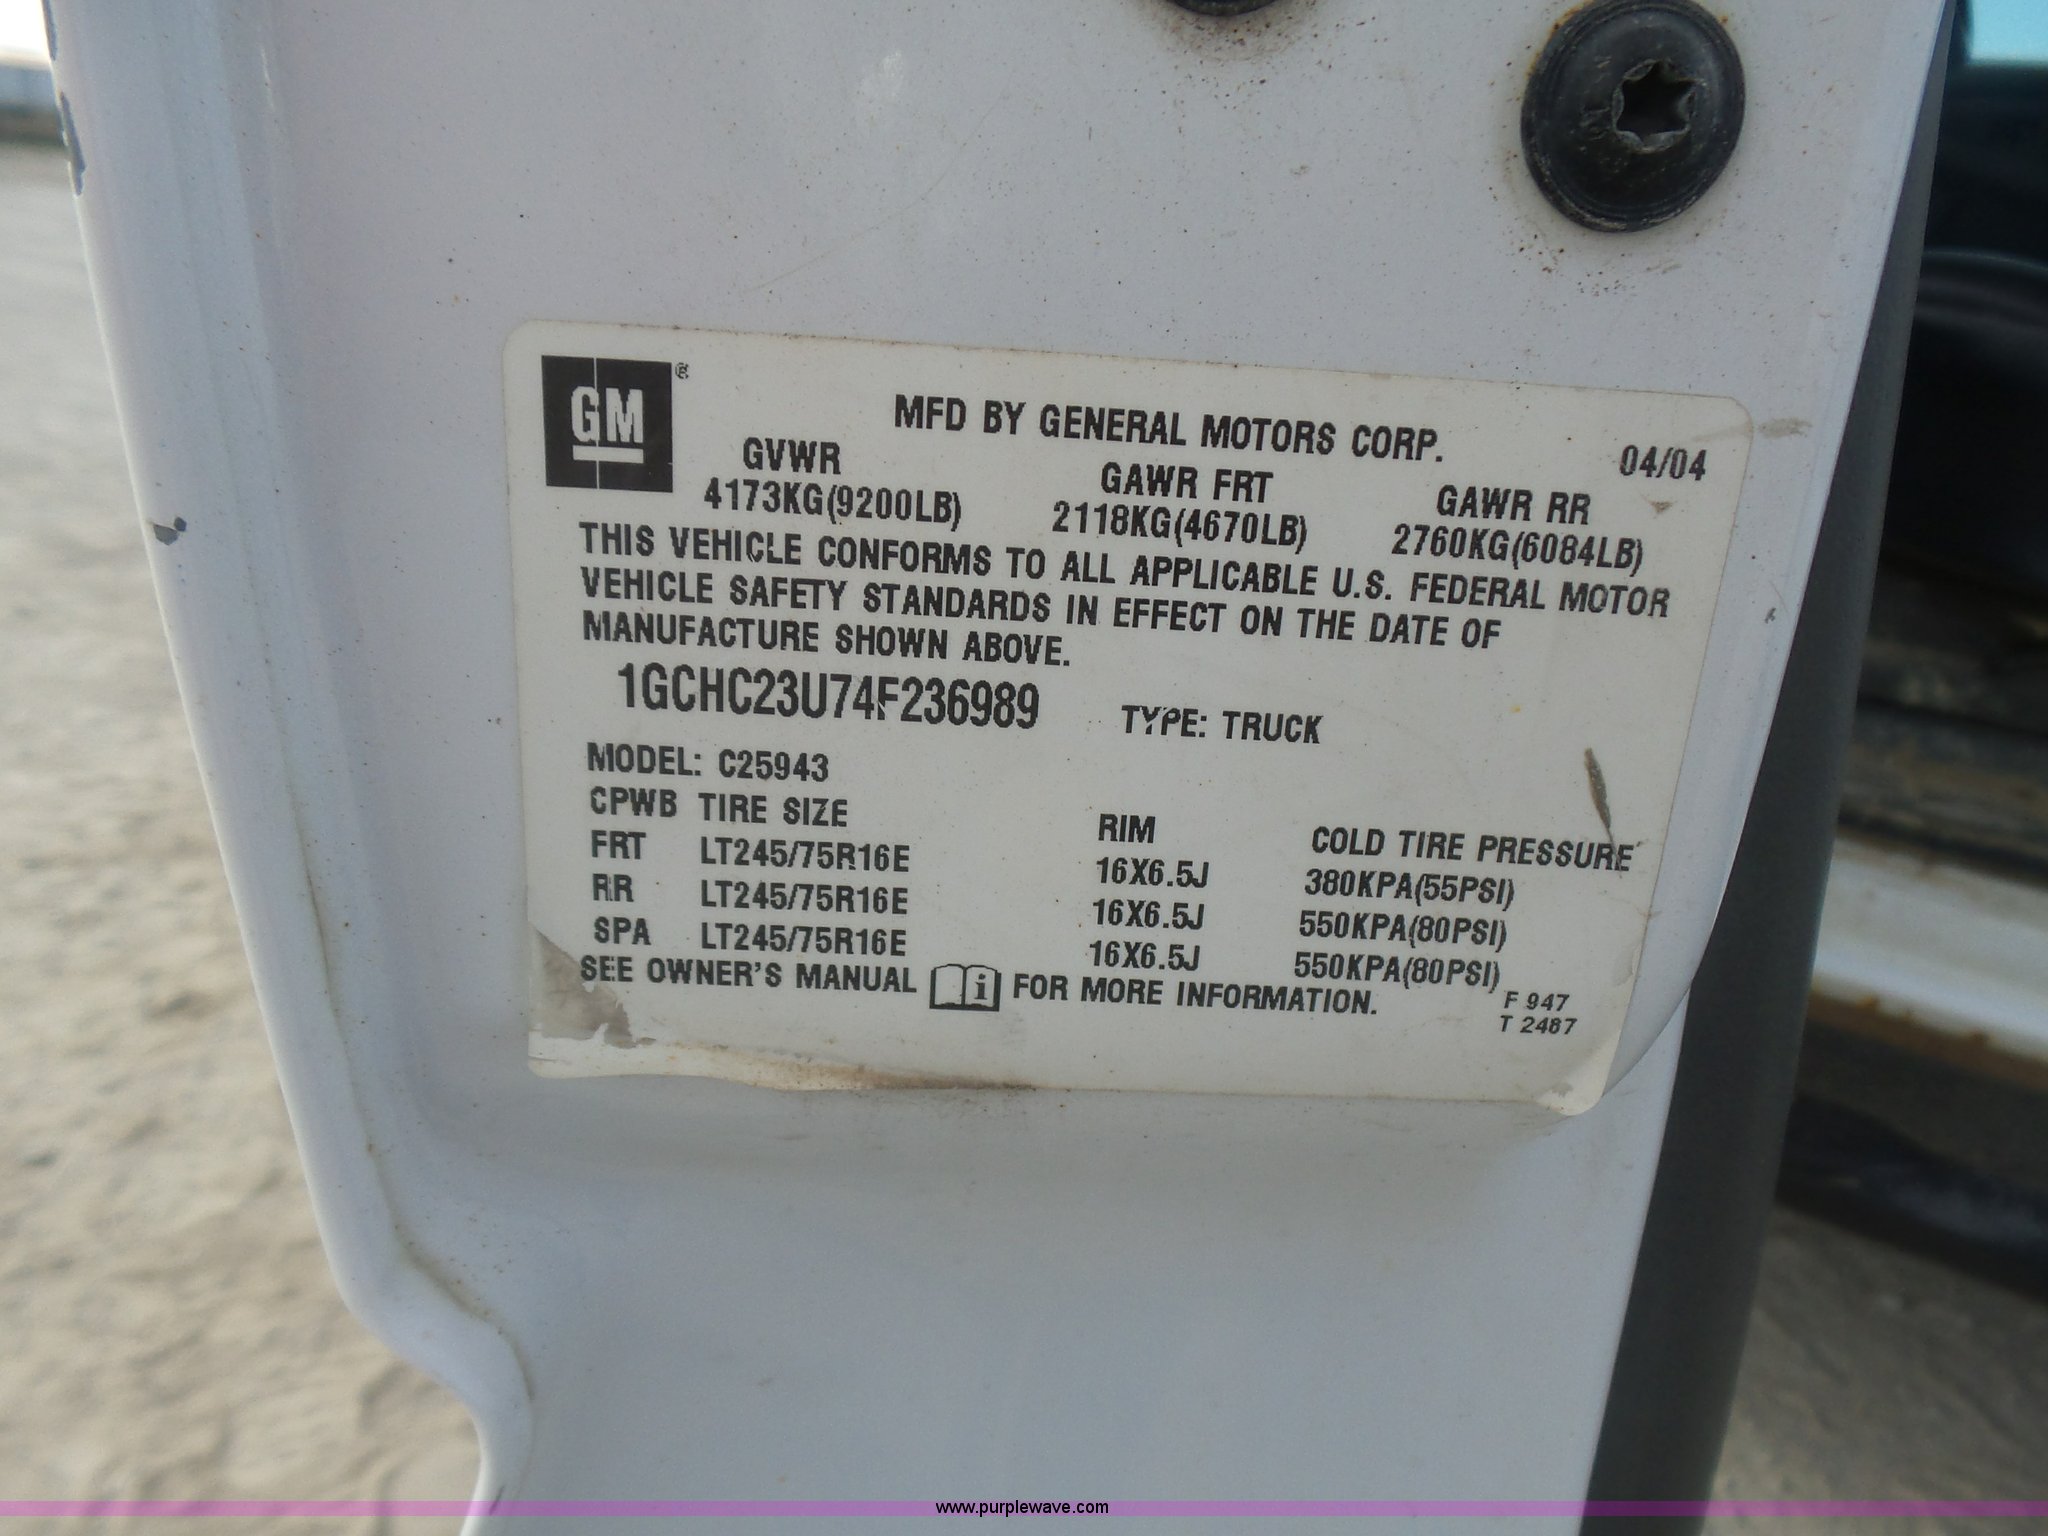 GM®
MFD BY GENERAL MOTORS CORP.
04/04
GVWR GAWR FRT GAWR RR
4173KG(9200LB) 2118KG(4670LB) 2760KG(6084LB)
THIS VEHICLE CONFORMS TO ALL APPLICABLE U.S. FEDERAL MOTOR
VEHICLE SAFETY STANDARDS IN EFFECT ON THE DATE OF
MANUFACTURE SHOWN ABOVE.
1GCHC23U74F236989 TYPE: TRUCK
MODEL: C25943
CPWB TIRE SIZE RIM COLD TIRE PRESSURE
FRT LT245/75R16E 16X6.5J 380KPA(55PSI)
RR LT245/75R16E 16X6.5J 550KPA(80PSI)
SPA LT245/75R16E 16X6.5J 550KPA(80PSI)
SEE OWNER'S MANUAL i FOR MORE INFORMATION.
F 947
T 2487
www.purplewave.com